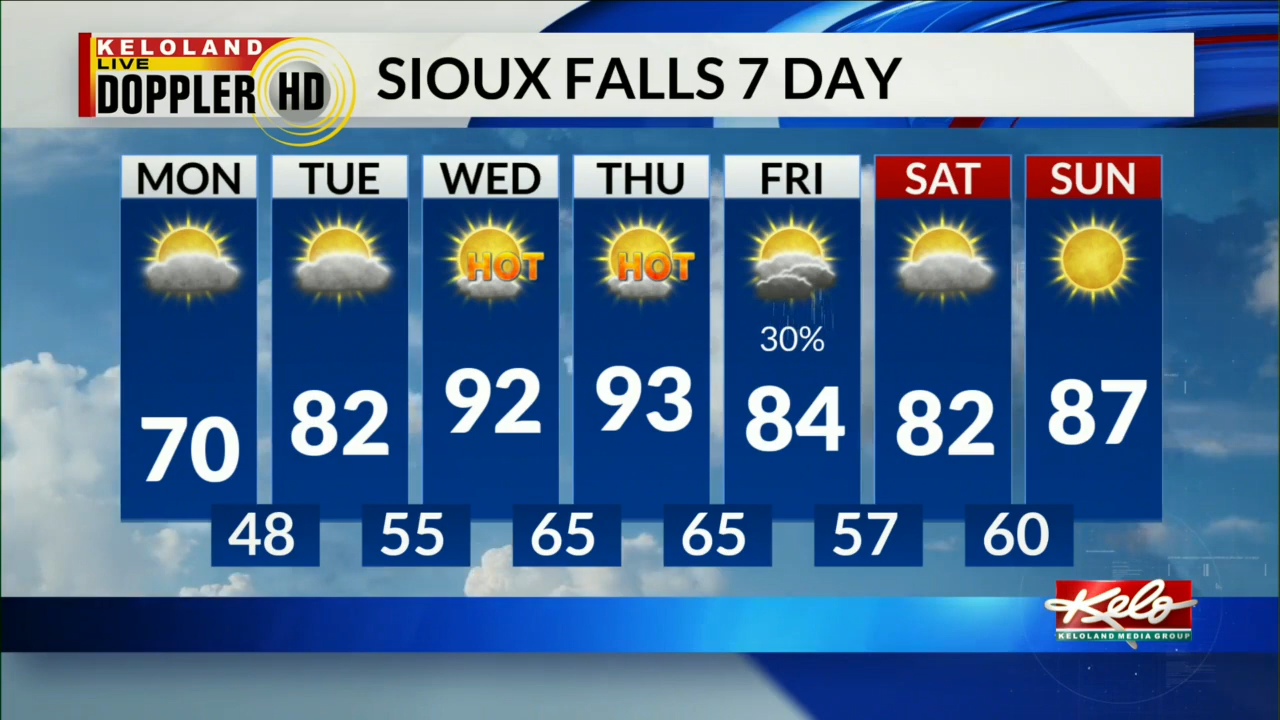 KELOLAND
LIVE
DOPPLER HD
SIOUX FALLS 7 DAY
MON TUE WED THU FRI SAT SUN
HOT HOT
30%
70 82 92 93 84 82 87
48 55 65 65 57 60
Kelo
KELOLAND MEDIA GROUP